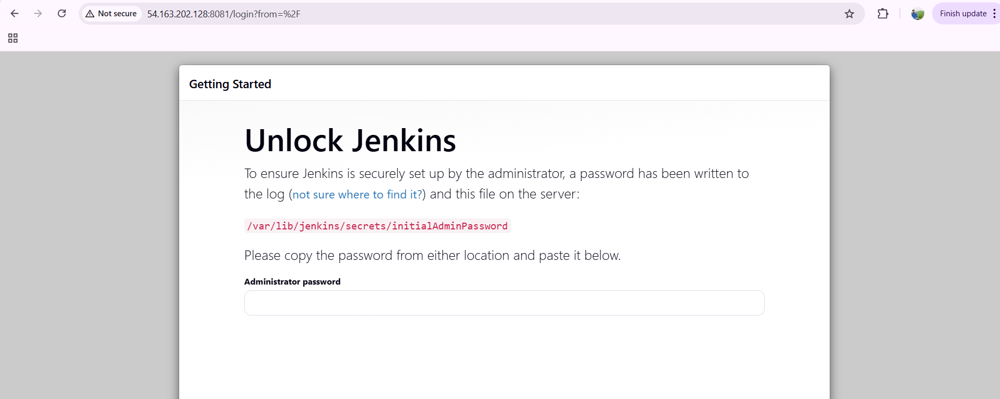 Not secure
54.163.202.128:8081/login?from=%2F
Finish update
Getting Started
Unlock Jenkins
To ensure Jenkins is securely set up by the administrator, a password has been written to
the log (not sure where to find it?) and this file on the server:
/var/lib/jenkins/secrets/initialAdminPassword
Please copy the password from either location and paste it below.
Administrator password